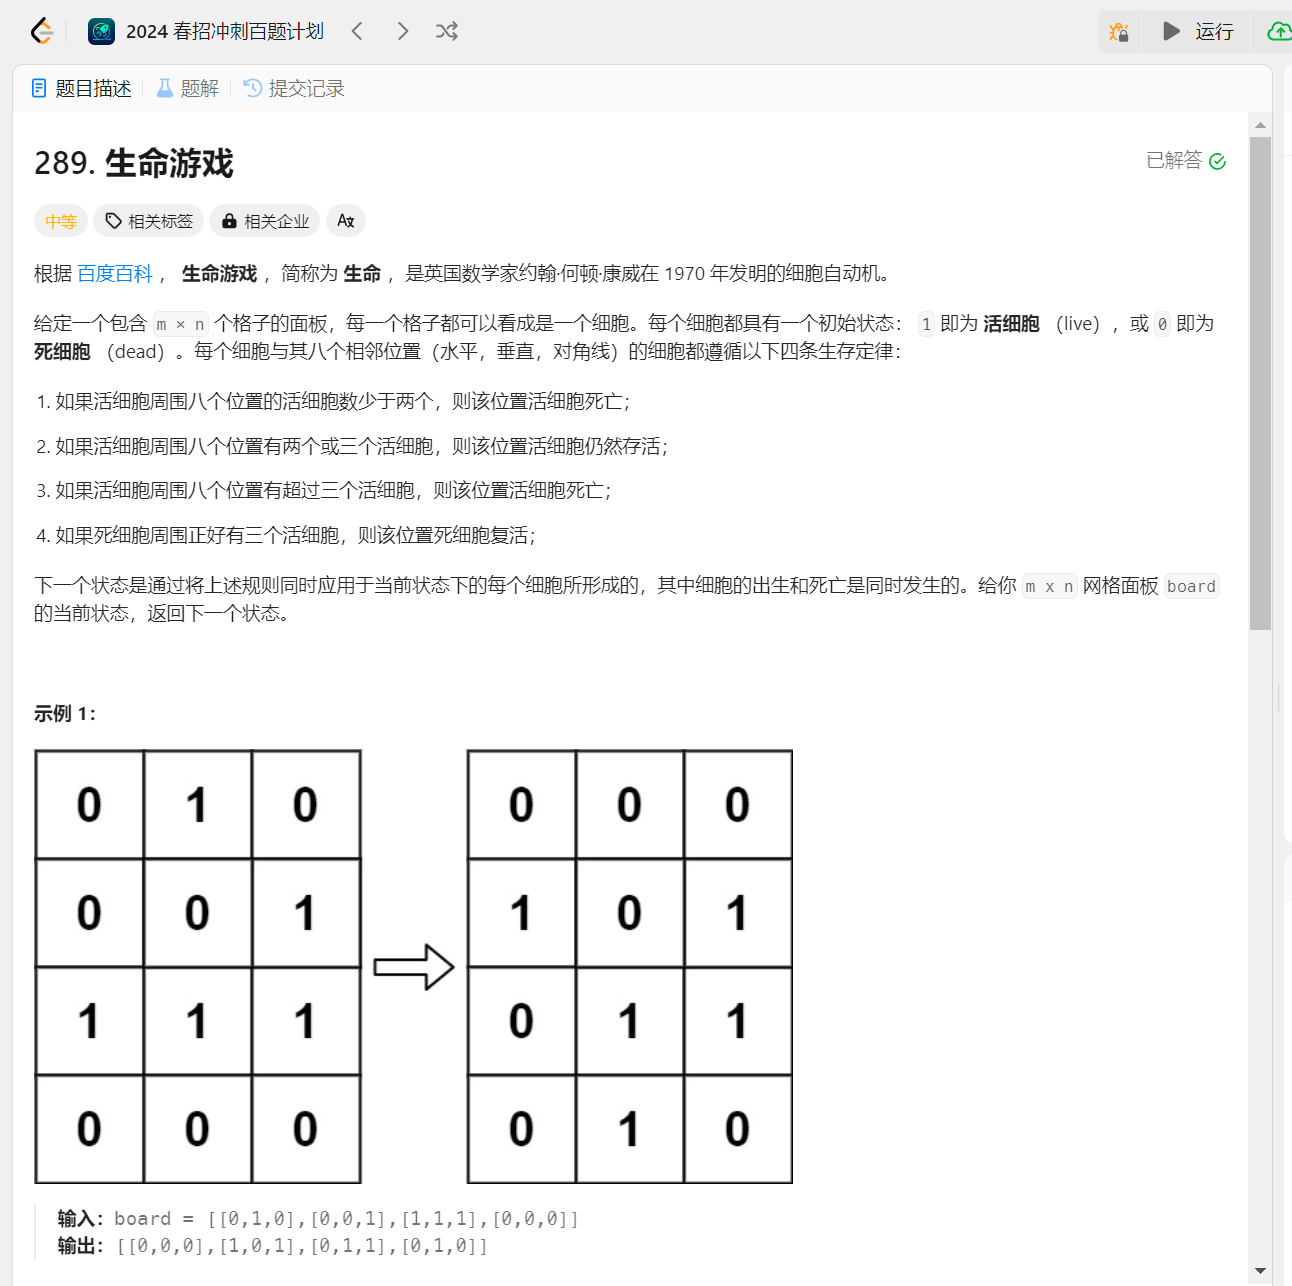 2024 春招冲刺百题计划
运行
题目描述 题解 提交记录
289. 生命游戏
已解答
中等 相关标签 相关企业
根据 百度百科 ， 生命游戏 ，简称为 生命 ，是英国数学家约翰·何顿·康威在 1970 年发明的细胞自动机。
给定一个包含 m × n 个格子的面板，每一个格子都可以看成是一个细胞。每个细胞都具有一个初始状态： 1 即为 活细胞 （live），或 0 即为
死细胞 （dead）。每个细胞与其八个相邻位置（水平，垂直，对角线）的细胞都遵循以下四条生存定律：
1. 如果活细胞周围八个位置的活细胞数少于两个，则该位置活细胞死亡；
2. 如果活细胞周围八个位置有两个或三个活细胞，则该位置活细胞仍然存活；
3. 如果活细胞周围八个位置有超过三个活细胞，则该位置活细胞死亡；
4. 如果死细胞周围正好有三个活细胞，则该位置死细胞复活；
下一个状态是通过将上述规则同时应用于当前状态下的每个细胞所形成的，其中细胞的出生和死亡是同时发生的。给你 m x n 网格面板 board
的当前状态，返回下一个状态。
示例 1：
0 1 0 0 0 0
0 0 1 1 0 1
1 1 1 0 1 1
0 0 0 0 1 0
输入：board = [[0,1,0],[0,0,1],[1,1,1],[0,0,0]]
输出：[[0,0,0],[1,0,1],[0,1,1],[0,1,0]]